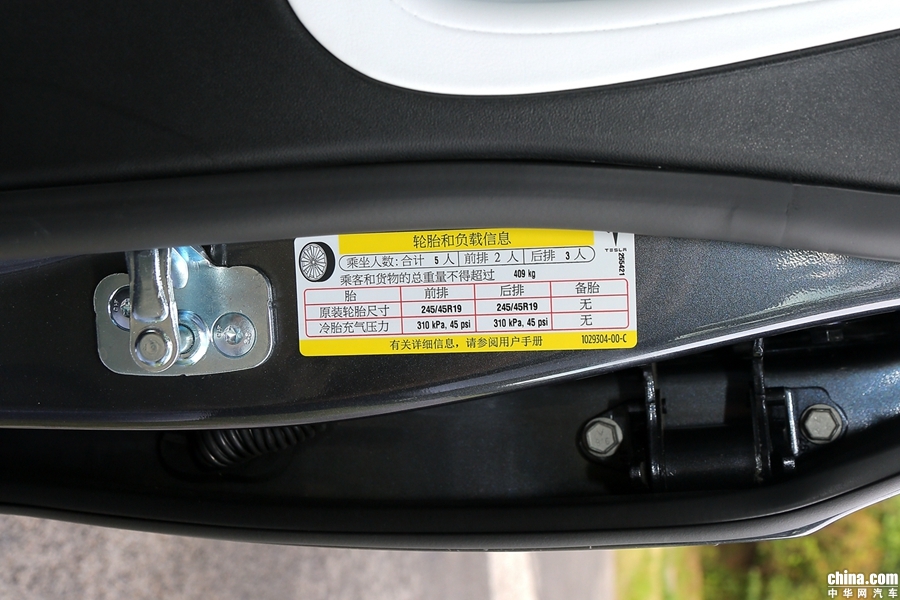 轮胎和负载信息
乘坐人数: 合计 5 人 前排 2 人 后排 3 人
乘客和货物的总重量不得超过 409 kg
胎 前排 后排 备胎
原装轮胎尺寸 245/45R19 245/45R19 无
冷胎充气压力 310 kPa, 45 psi 310 kPa, 45 psi 无
有关详细信息，请参阅用户手册 1029304-00-C
TESLA
255421
china.com
中华网汽车